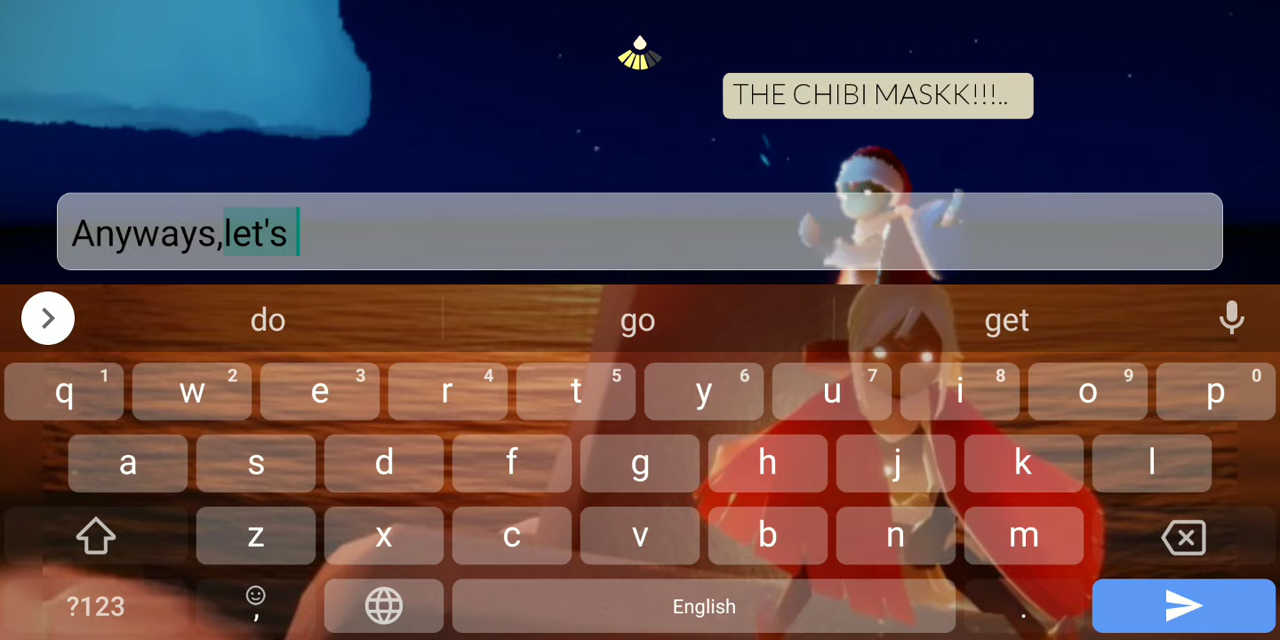 THE CHIBI MASKK!!!..
Anyways,let's
do go get
q 1 w 2 e 3 r 4 t 5 y 6 u 7 i 8 o 9 p 0
a s d f g h j k l
z x c v b n m
?123 , English .